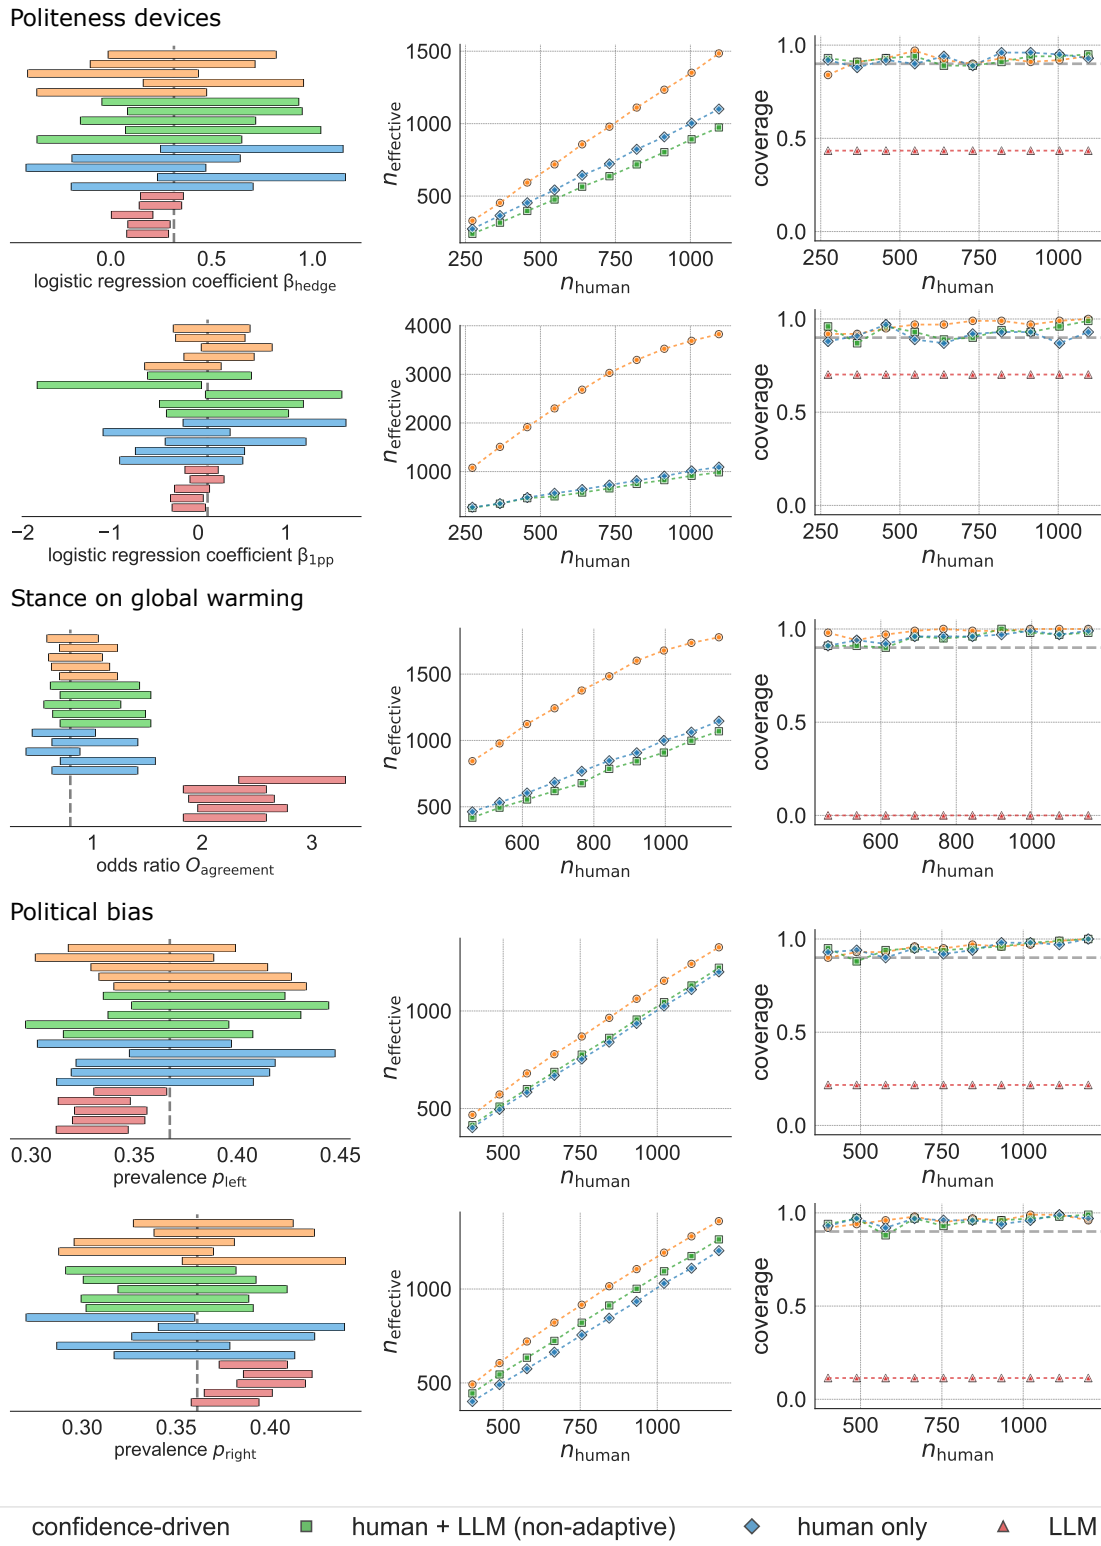 Politeness devices
0.0 0.5 1.0
logistic regression coefficient βhedge
1500
1000
500
neffective
250 500 750 1000
nhuman
1.0
0.5
0.0
coverage
250 500 750 1000
nhuman
−2 −1 0 1
logistic regression coefficient β1pp
4000
3000
2000
1000
neffective
250 500 750 1000
nhuman
1.0
0.5
0.0
coverage
250 500 750 1000
nhuman
Stance on global warming
1 2 3
odds ratio Oagreement
1500
1000
500
neffective
600 800 1000
nhuman
1.0
0.5
0.0
coverage
600 800 1000
nhuman
Political bias
0.30 0.35 0.40 0.45
prevalence pleft
1000
500
neffective
500 750 1000
nhuman
1.0
0.5
0.0
coverage
500 750 1000
nhuman
0.30 0.35 0.40
prevalence pright
1000
500
neffective
500 750 1000
nhuman
1.0
0.5
0.0
coverage
500 750 1000
nhuman
confidence-driven human + LLM (non-adaptive) human only LLM